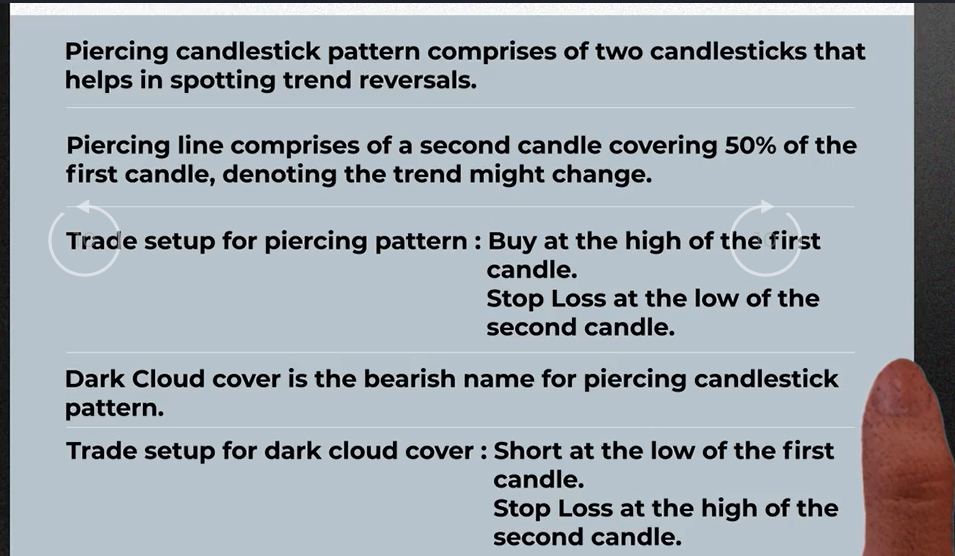 Piercing candlestick pattern comprises of two candlesticks that
helps in spotting trend reversals.
Piercing line comprises of a second candle covering 50% of the
first candle, denoting the trend might change.
Trade setup for piercing pattern : Buy at the high of the first
candle.
Stop Loss at the low of the
second candle.
Dark Cloud cover is the bearish name for piercing candlestick
pattern.
Trade setup for dark cloud cover : Short at the low of the first
candle.
Stop Loss at the high of the
second candle.